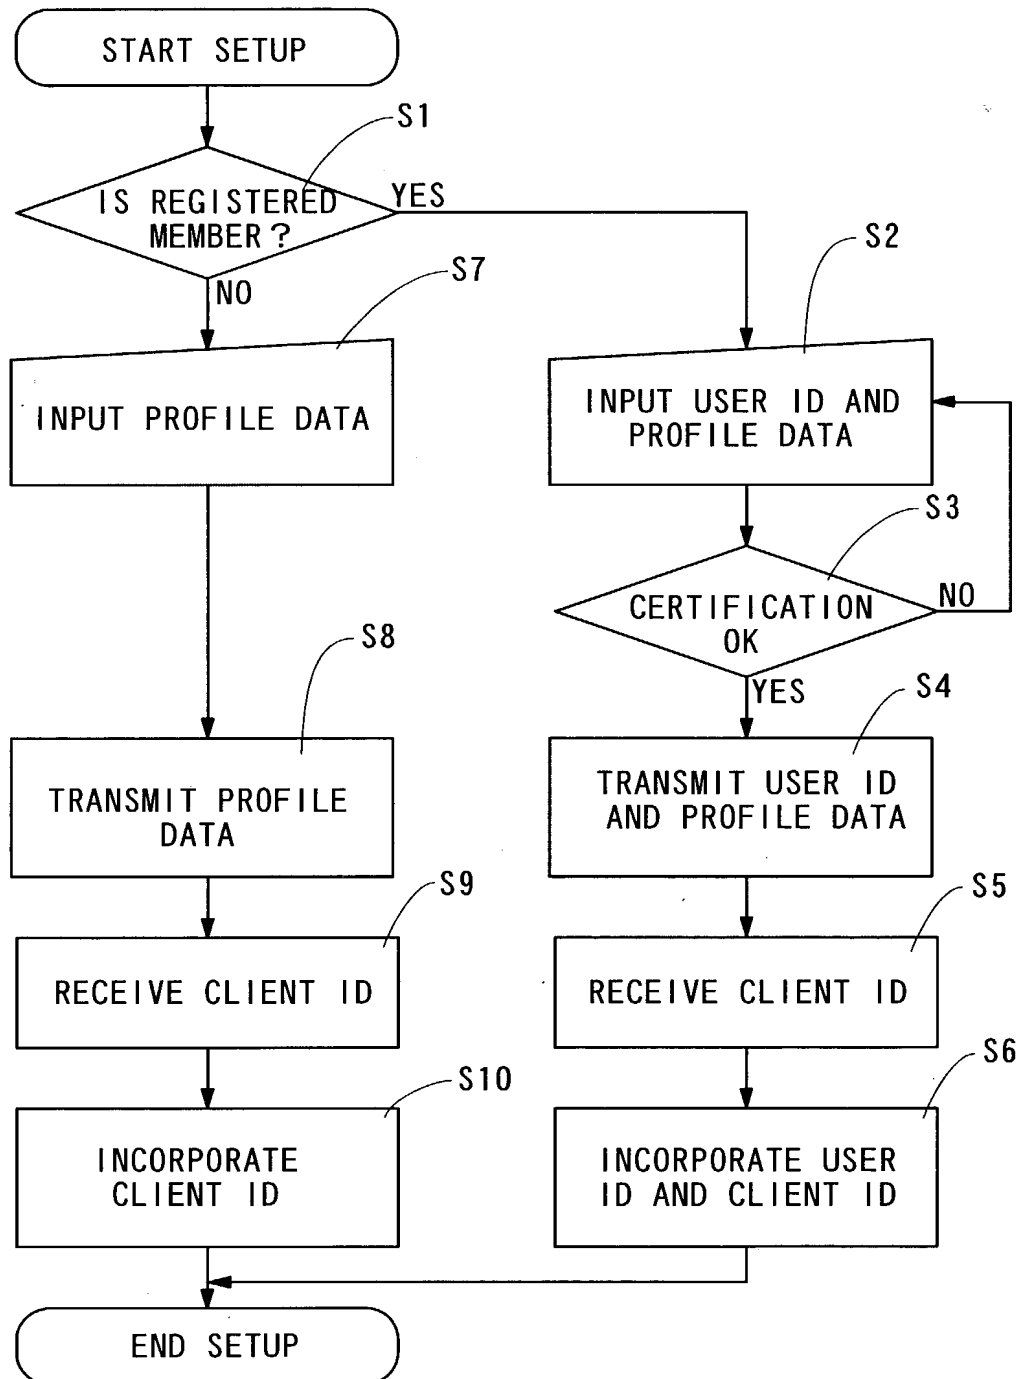 START SETUP
S1
IS REGISTERED
MEMBER?
YES
NO
S7
S2
INPUT PROFILE DATA
INPUT USER ID AND
PROFILE DATA
S3
CERTIFICATION
OK
NO
YES
S8
S4
TRANSMIT PROFILE
DATA
TRANSMIT USER ID
AND PROFILE DATA
S9
S5
RECEIVE CLIENT ID
RECEIVE CLIENT ID
S10
S6
INCORPORATE
CLIENT ID
INCORPORATE USER
ID AND CLIENT ID
END SETUP